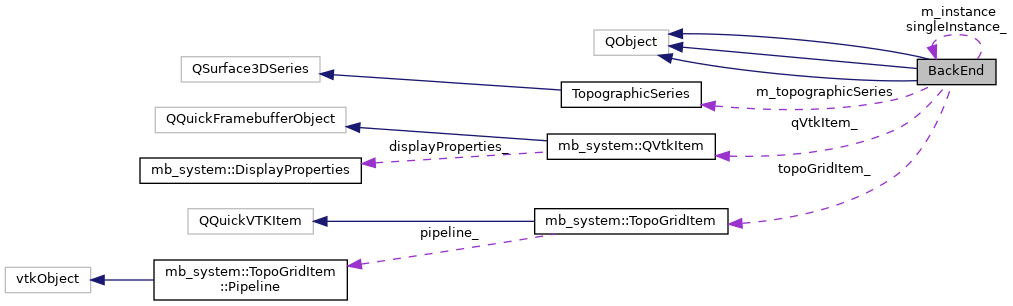 m_instance
singleInstance_
QObject
BackEnd
QSurface3DSeries
TopographicSeries
m_topographicSeries
QQuickFramebufferObject
qVtkItem_
displayProperties_
mb_system::QVtkItem
mb_system::DisplayProperties
topoGridItem_
QQuickVTKItem
mb_system::TopoGridItem
pipeline_
vtkObject
mb_system::TopoGridItem
::Pipeline